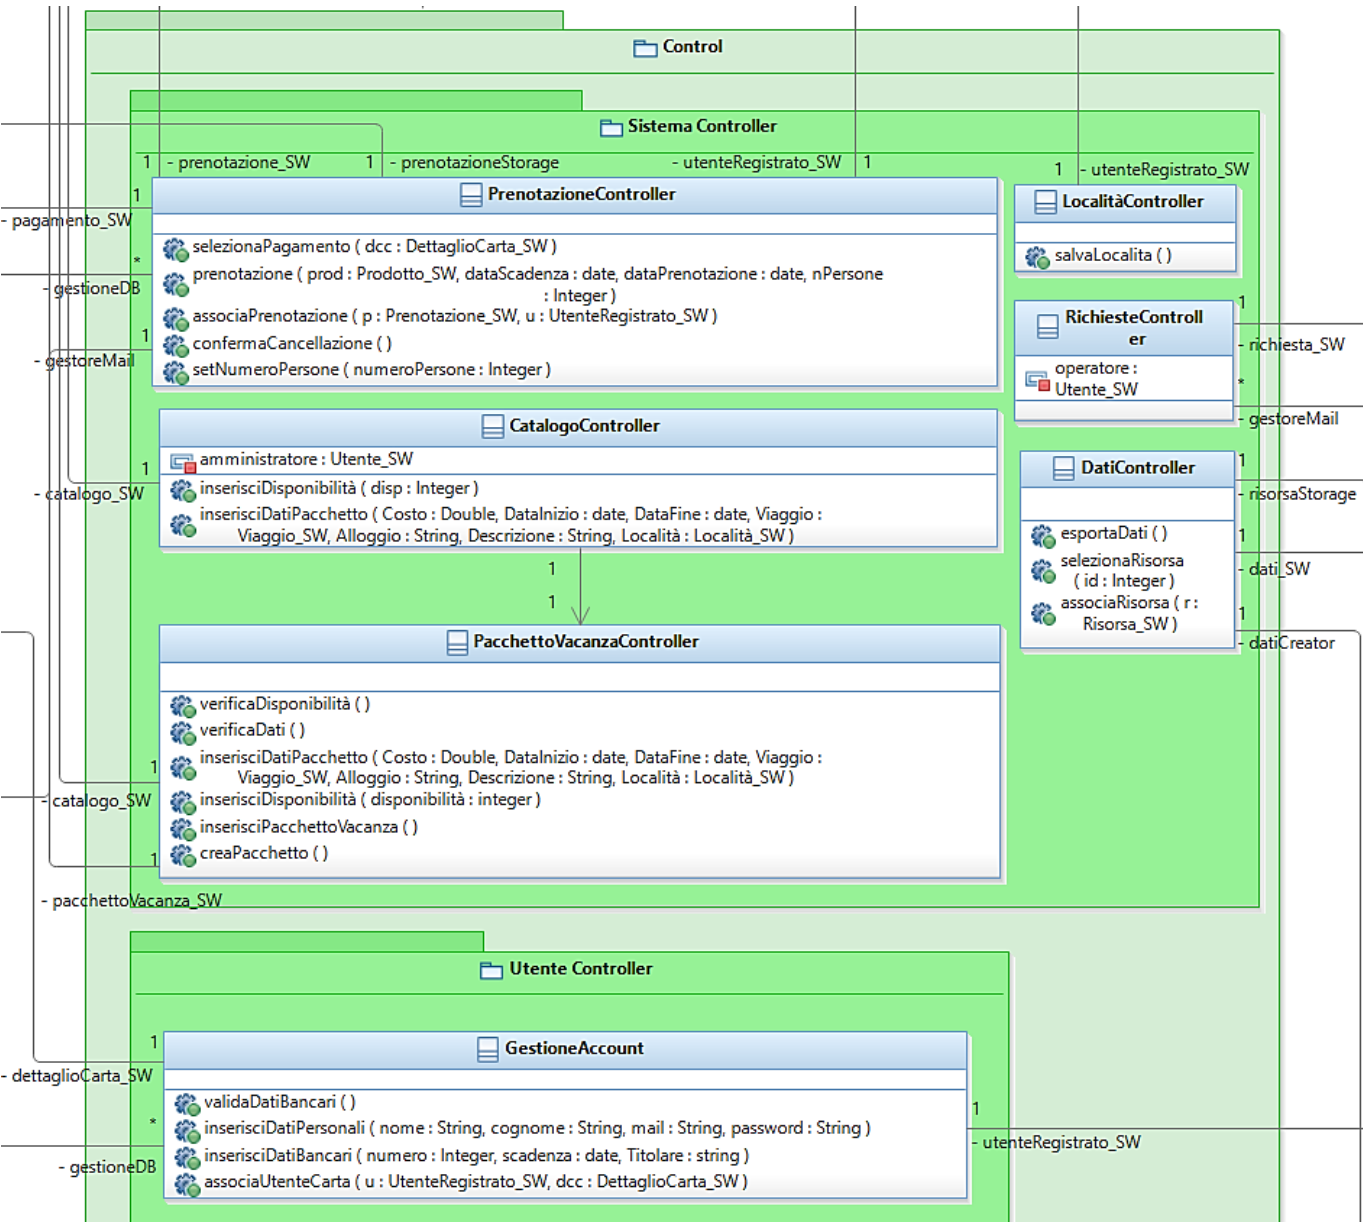 Control
Sistema Controller
1 - prenotazione_SW 1 - prenotazioneStorage - utenteRegistrato_SW 1
1 - utenteRegistrato_SW
1
- pagamento_SW
*
- gestioneDB
1
- gestoreMail
PrenotazioneController
selezionaPagamento ( dcc : DettaglioCarta_SW )
prenotazione ( prod : Prodotto_SW, dataScadenza : date, dataPrenotazione : date, nPersone
: Integer )
associaPrenotazione ( p : Prenotazione_SW, u : UtenteRegistrato_SW )
confermaCancellazione ( )
setNumeroPersone ( numeroPersone : Integer )
LocalitàController
salvaLocalita ( )
RichiesteControll
er
operatore :
Utente_SW
1
- richiesta_SW
*
- gestoreMail
CatalogoController
amministratore : Utente_SW
inserisciDisponibilità ( disp : Integer )
inserisciDatiPacchetto ( Costo : Double, DataInizio : date, DataFine : date, Viaggio :
Viaggio_SW, Alloggio : String, Descrizione : String, Località : Località_SW )
1
- catalogo_SW
1
1
DatiController
esportaDati ( )
selezionaRisorsa
( id : Integer )
associaRisorsa ( r :
Risorsa_SW )
1
- risorsaStorage
1
- dati_SW
1
- datiCreator
PacchettoVacanzaController
verificaDisponibilità ( )
verificaDati ( )
inserisciDatiPacchetto ( Costo : Double, DataInizio : date, DataFine : date, Viaggio :
Viaggio_SW, Alloggio : String, Descrizione : String, Località : Località_SW )
inserisciDisponibilità ( disponibilità : integer )
inserisciPacchettoVacanza ( )
creaPacchetto ( )
1
- catalogo_SW
1
- pacchettoVacanza_SW
Utente Controller
GestioneAccount
validaDatiBancari ( )
inserisciDatiPersonali ( nome : String, cognome : String, mail : String, password : String )
inserisciDatiBancari ( numero : Integer, scadenza : date, Titolare : string )
associaUtenteCarta ( u : UtenteRegistrato_SW, dcc : DettaglioCarta_SW )
1
- dettaglioCarta_SW
*
- gestioneDB
1
- utenteRegistrato_SW